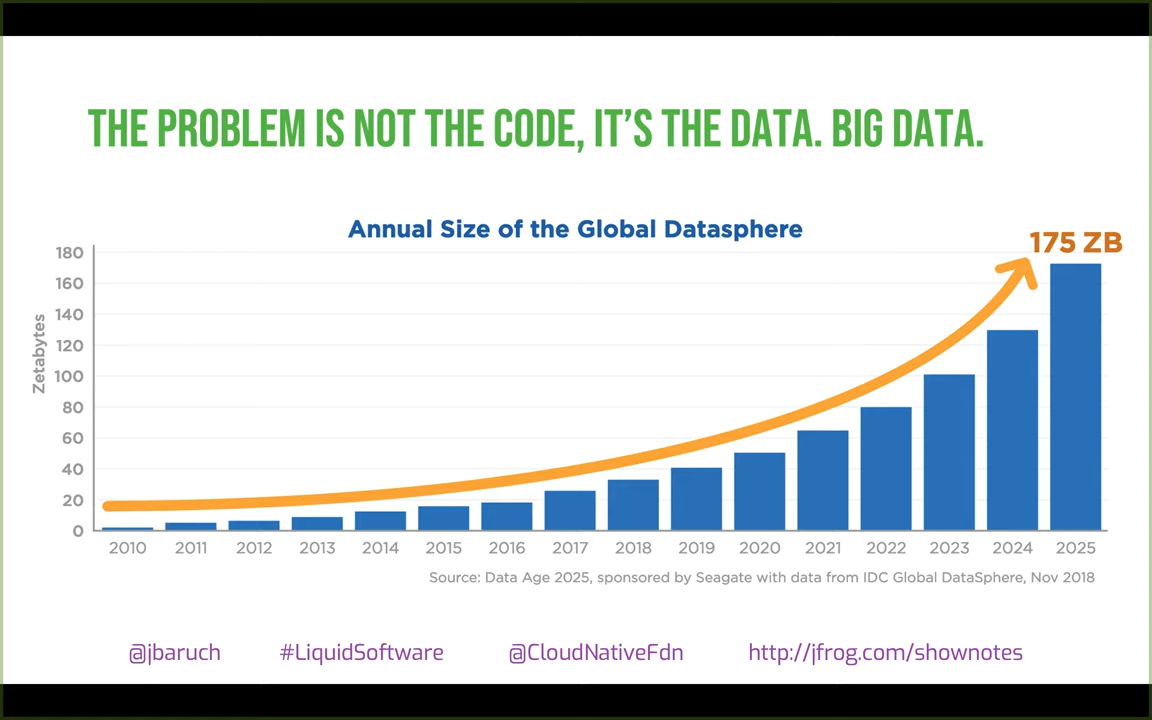 THE PROBLEM IS NOT THE CODE, IT'S THE DATA. BIG DATA.
Annual Size of the Global Datasphere
175 ZB
Zetabytes
180
160
140
120
100
80
60
40
20
0
2010 2011 2012 2013 2014 2015 2016 2017 2018 2019 2020 2021 2022 2023 2024 2025
Source: Data Age 2025, sponsored by Seagate with data from IDC Global DataSphere, Nov 2018
@jbaruch #LiquidSoftware @CloudNativeFdn http://jfrog.com/shownotes